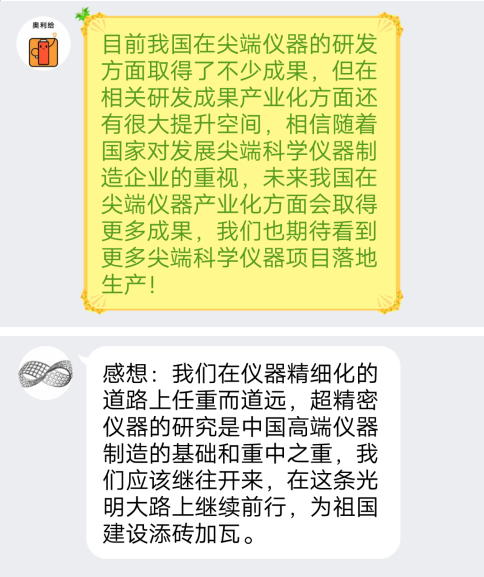 奥利给
目前我国在尖端仪器的研发
方面取得了不少成果，但在
相关研发成果产业化方面还
有很大提升空间，相信随着
国家对发展尖端科学仪器制
造企业的重视，未来我国在
尖端仪器产业化方面会取得
更多成果，我们也期待看到
更多尖端科学仪器项目落地
生产！
感想：我们在仪器精细化的
道路上任重而道远，超精密
仪器的研究是中国高端仪器
制造的基础和重中之重，我
们应该继往开来，在这条光
明大路上继续前行，为祖国
建设添砖加瓦。